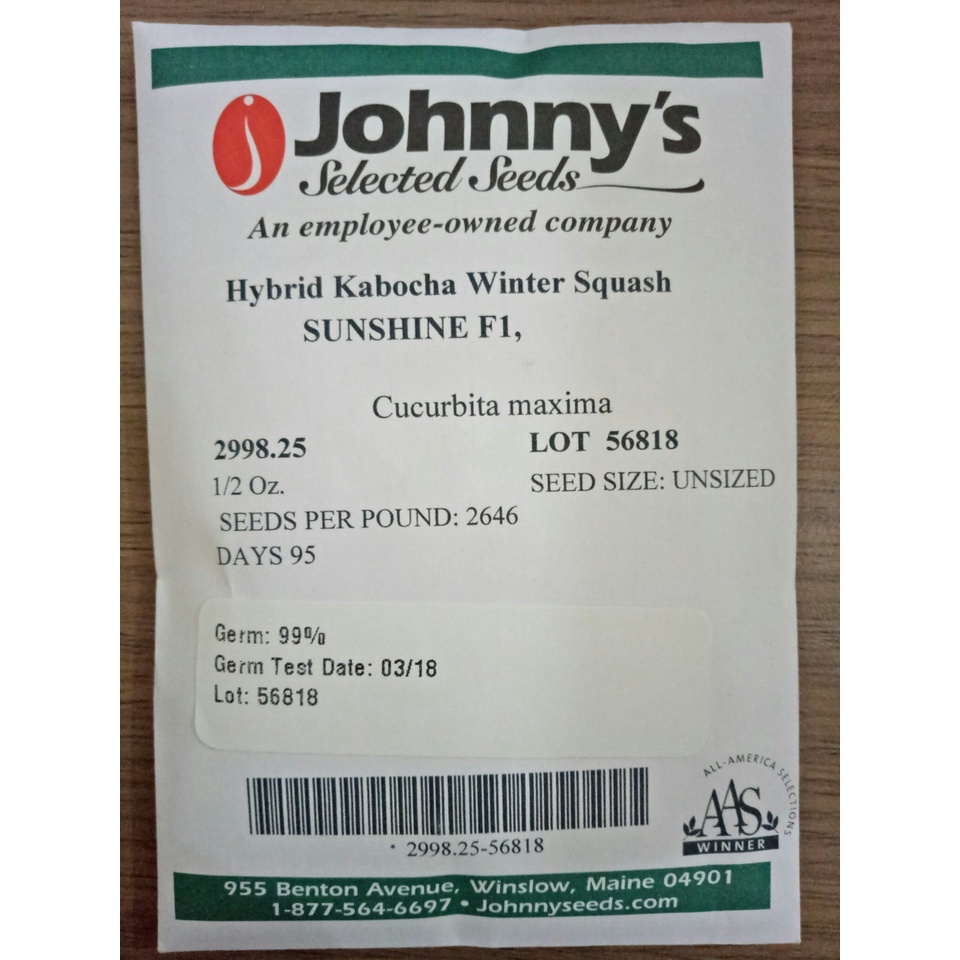 Johnny's
Selected Seeds
An employee-owned company
Hybrid Kabocha Winter Squash
SUNSHINE F1,
Cucurbita maxima
2998.25 LOT 56818
1/2 Oz. SEED SIZE: UNSIZED
SEEDS PER POUND: 2646
DAYS 95
Germ: 99%
Germ Test Date: 03/18
Lot: 56818
ALL-AMERICA SELECTIONS
AAS
WINNER
* 2998.25-56818
955 Benton Avenue, Winslow, Maine 04901
1-877-564-6697 • Johnnyseeds.com